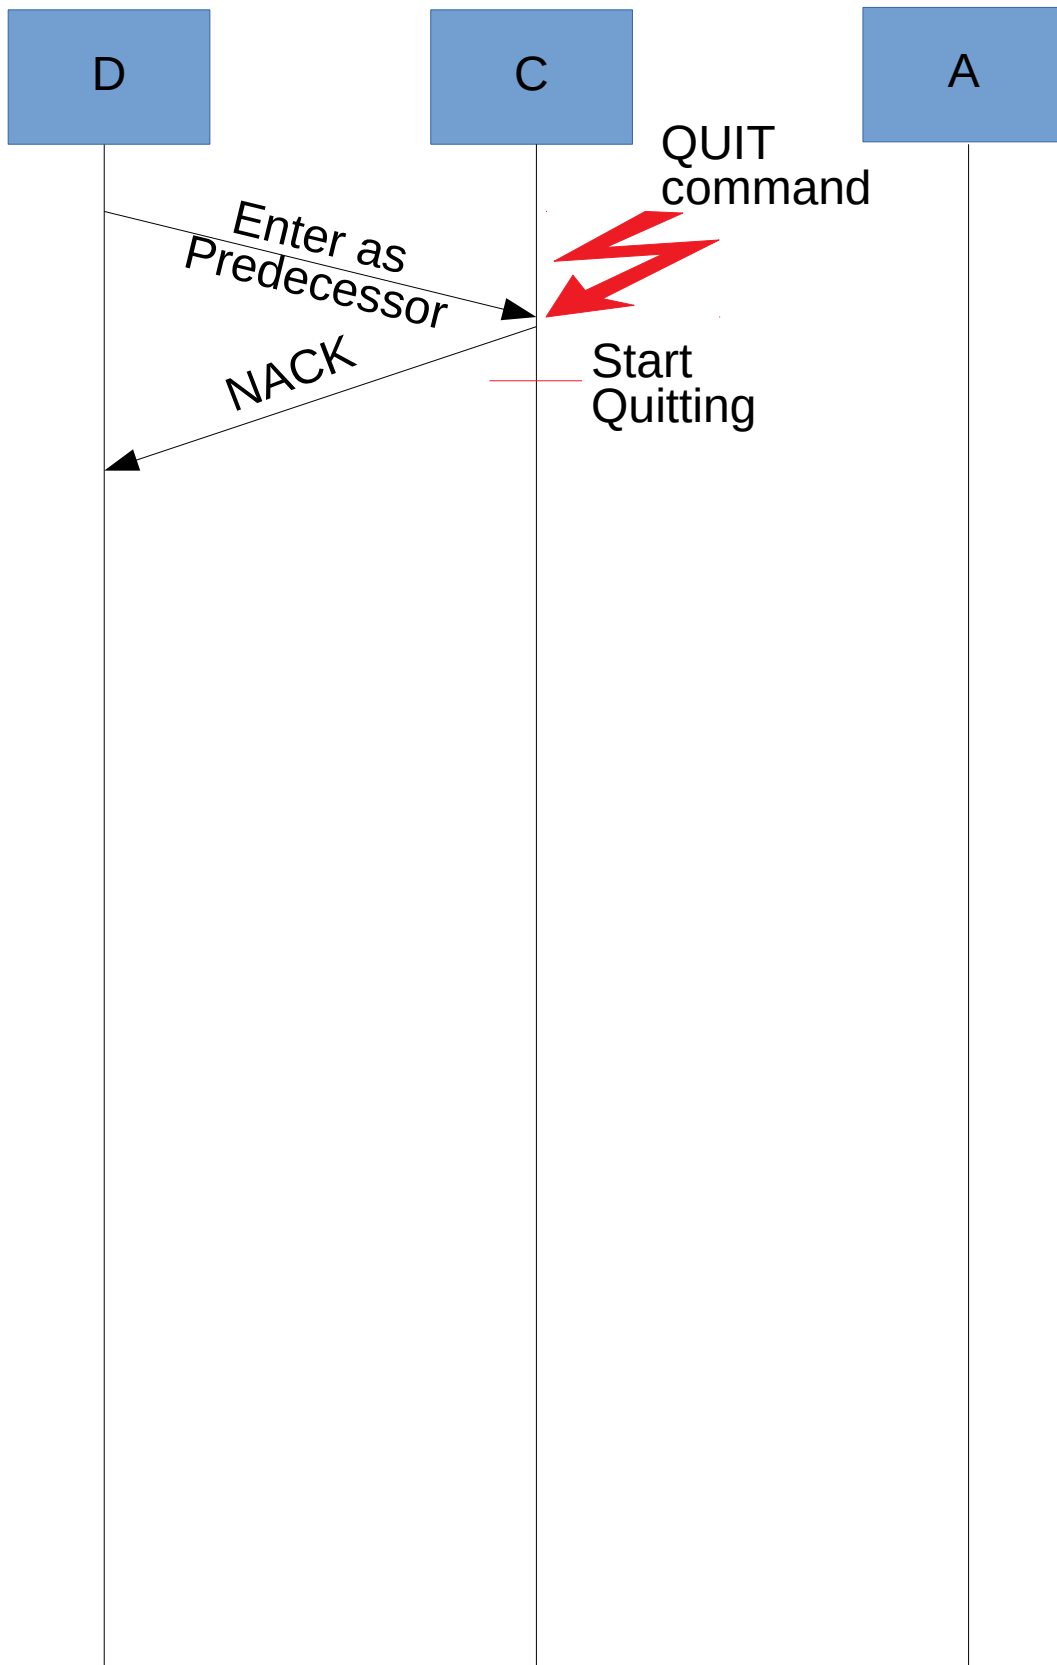 D
C
A
QUIT
command
Enter as
Predecessor
NACK
Start
Quitting